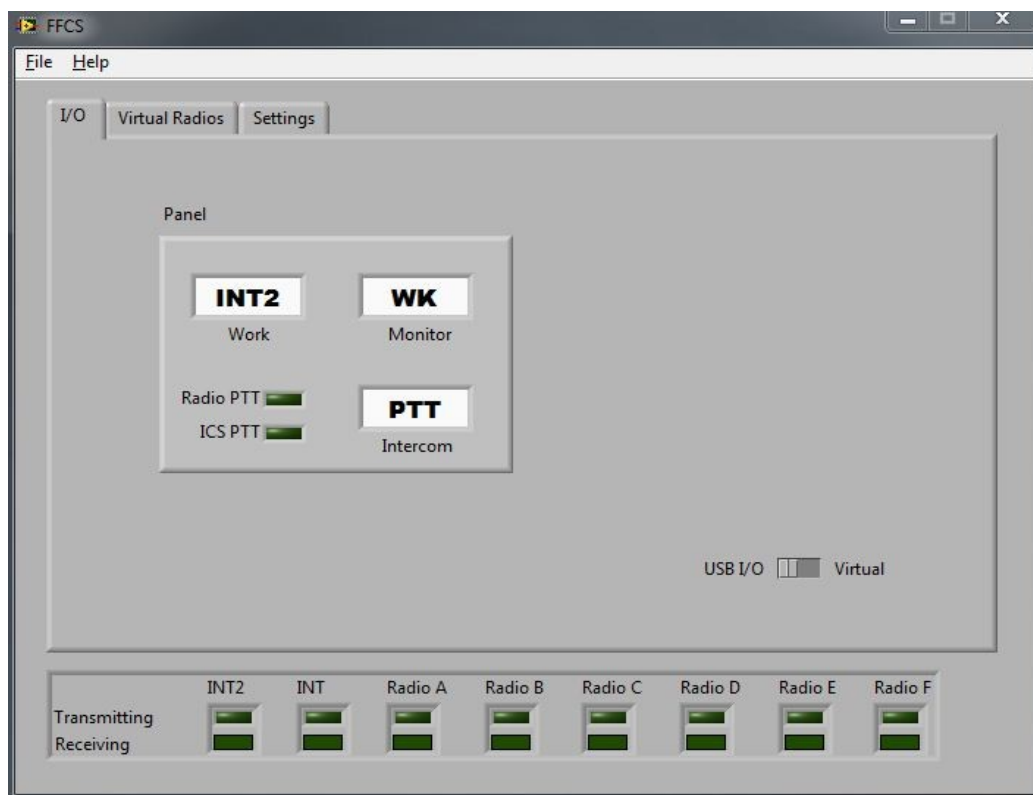 FFCS
File Help
I/O Virtual Radios Settings
Panel
INT2 WK
Work Monitor
Radio PTT
PTT
ICS PTT
Intercom
USB I/O Virtual
INT2 INT Radio A Radio B Radio C Radio D Radio E Radio F
Transmitting
Receiving